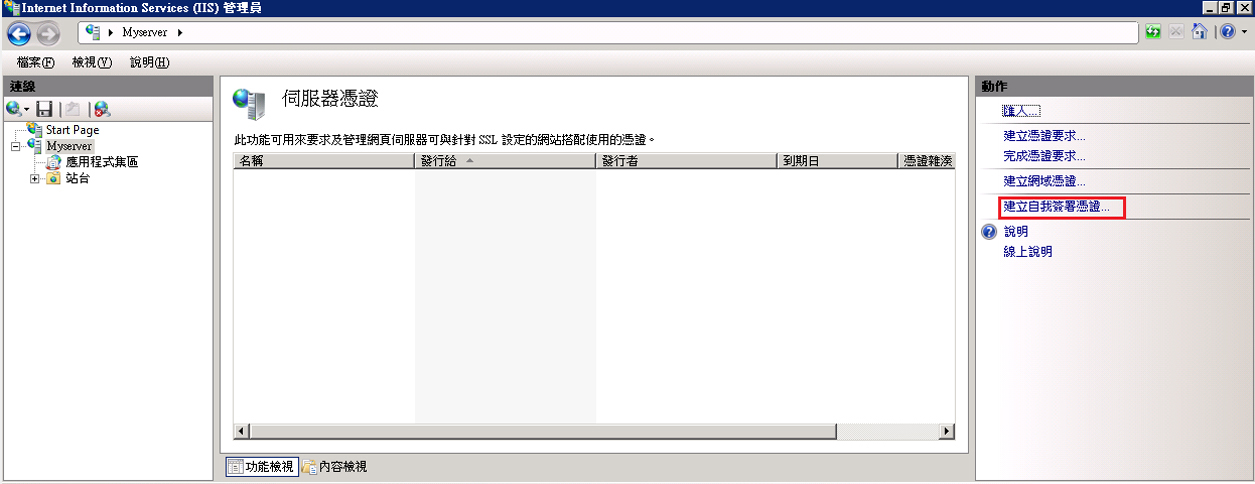 Internet Information Services (IIS) 管理員
Myserver
檔案(F) 檢視(V) 說明(H)
連線
Start Page
Myserver
應用程式集區
站台
伺服器憑證
此功能可用來要求及管理網頁伺服器可與針對 SSL 設定的網站搭配使用的憑證。
名稱 發行給 發行者 到期日 憑證雜湊
功能檢視 內容檢視
動作
匯入...
建立憑證要求...
完成憑證要求...
建立網域憑證...
建立自我簽署憑證...
說明
線上說明